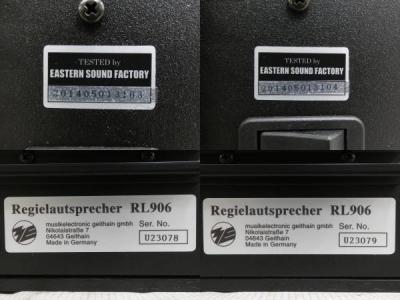 TESTED by
EASTERN SOUND FACTORY
201405013103
TESTED by
EASTERN SOUND FACTORY
201405013104
Regielautsprecher RL906
musikelectronic geithain gmbh
Nikolaistraße 7
04643 Geithain
Made in Germany
Ser. No.
U23078
Regielautsprecher RL906
musikelectronic geithain gmbh
Nikolaistraße 7
04643 Geithain
Made in Germany
Ser. No.
U23079